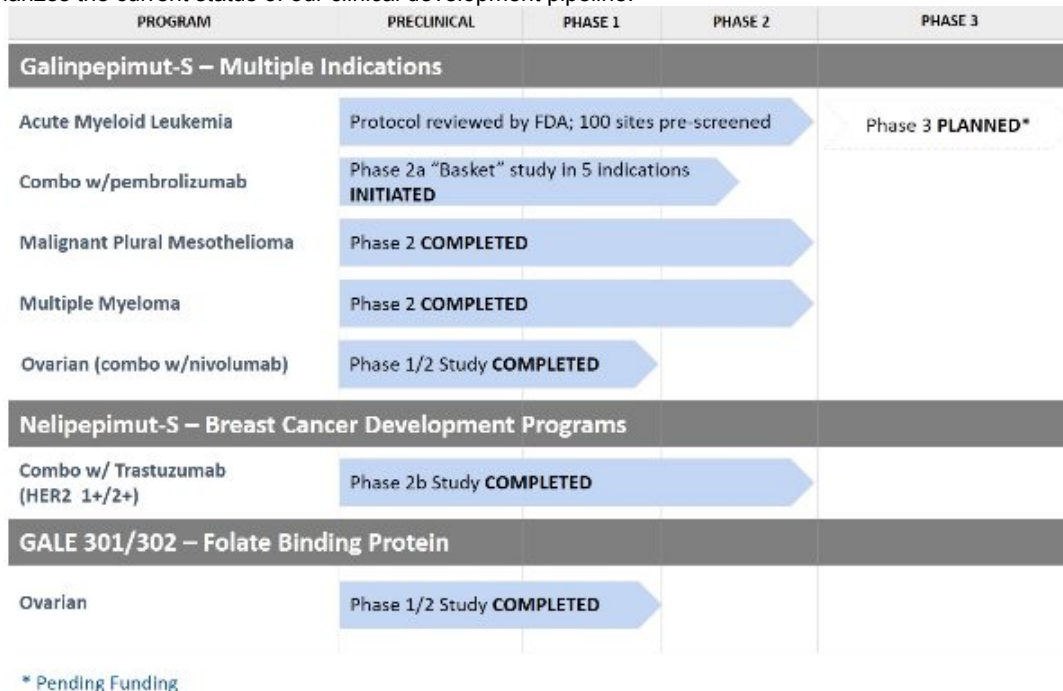 PROGRAM PRECLINICAL PHASE 1 PHASE 2 PHASE 3
Galinpepimut-S – Multiple Indications
Acute Myeloid Leukemia
Protocol reviewed by FDA; 100 sites pre-screened
Phase 3 PLANNED*
Combo w/pembrolizumab
Phase 2a “Basket” study in 5 indications
INITIATED
Malignant Plural Mesothelioma
Phase 2 COMPLETED
Multiple Myeloma
Phase 2 COMPLETED
Ovarian (combo w/nivolumab)
Phase 1/2 Study COMPLETED
Nelipepimut-S – Breast Cancer Development Programs
Combo w/ Trastuzumab
(HER2 1+/2+)
Phase 2b Study COMPLETED
GALE 301/302 – Folate Binding Protein
Ovarian
Phase 1/2 Study COMPLETED
* Pending Funding